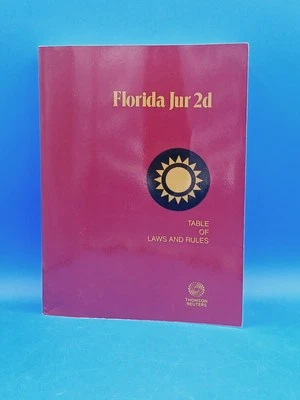 Florida Jur 2d
TABLE
OF
LAWS AND RULES
THOMSON
REUTERS